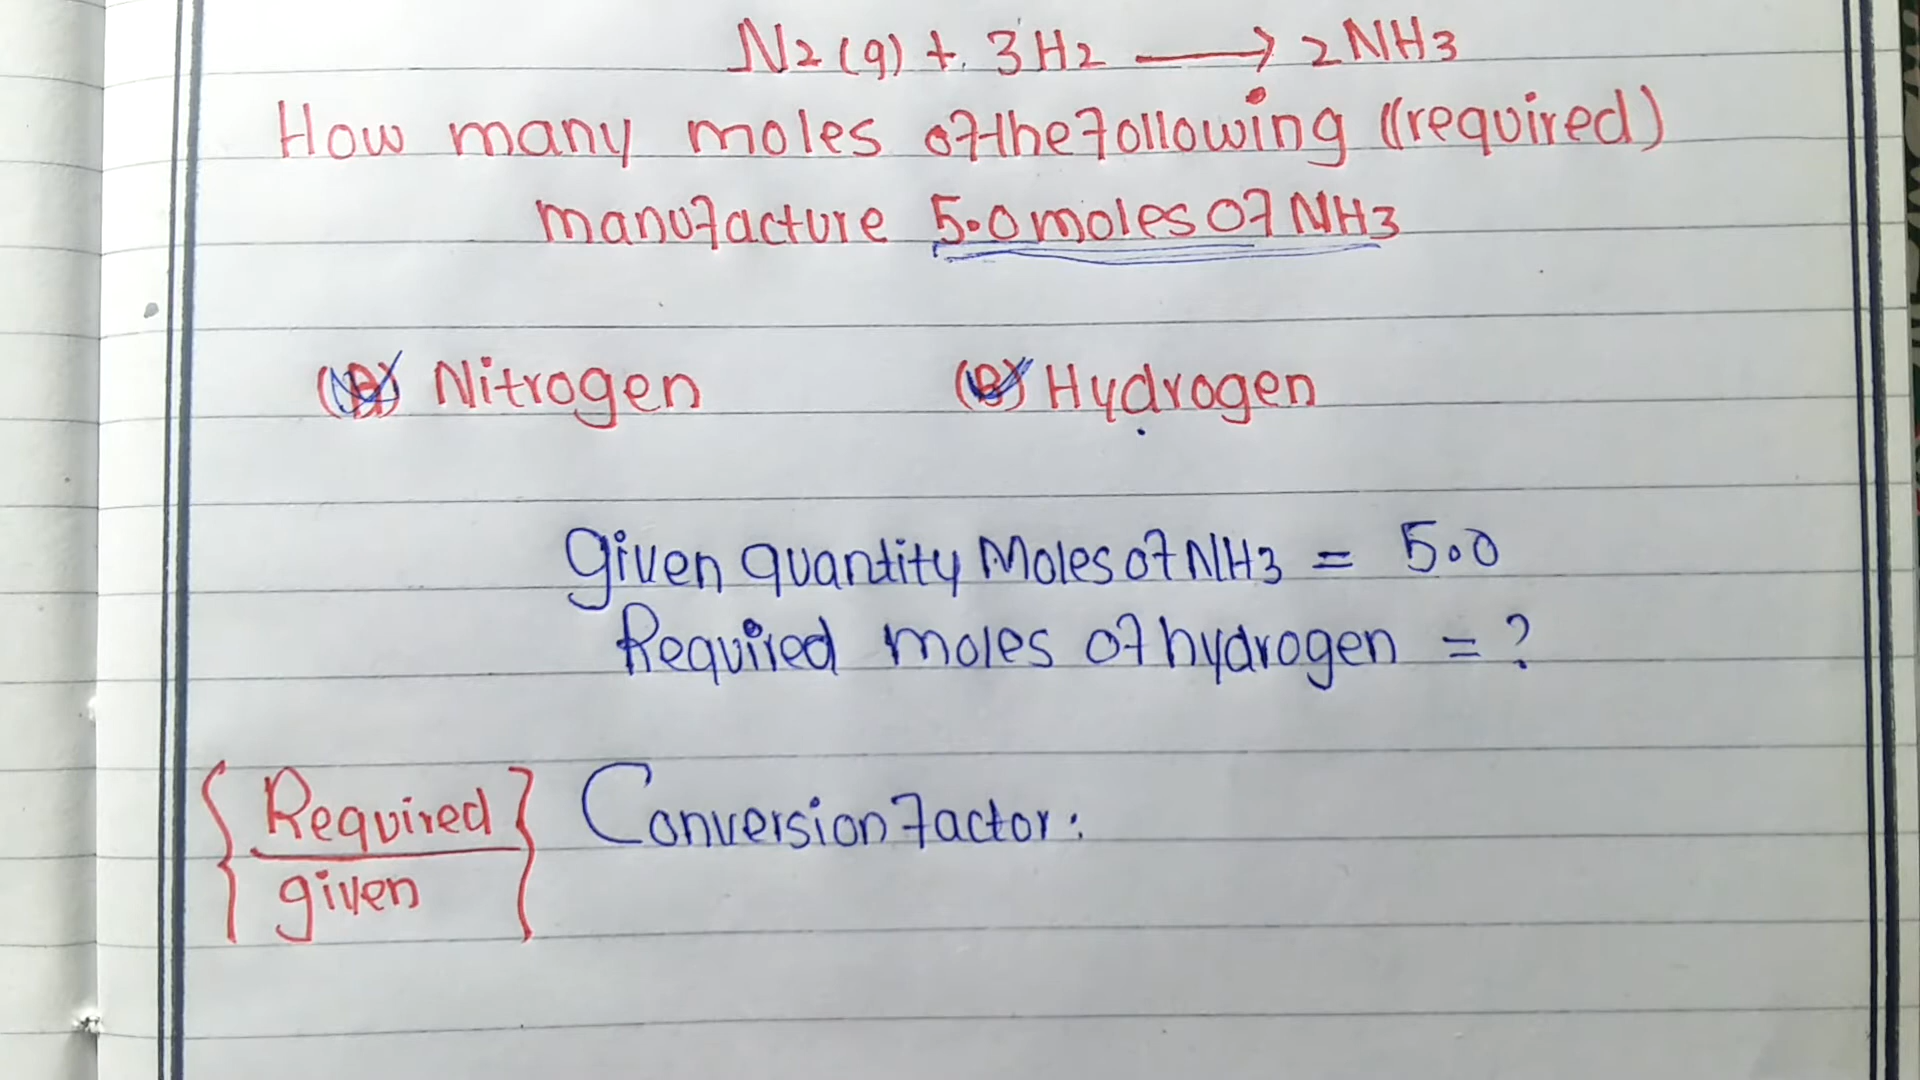 N2(g) + 3H2 ⟶ 2NH3
How many moles of the following ((required)
manufacture 5.0 moles of NH3
(A) Nitrogen (B) Hydrogen
Given quantity Moles of NH3 = 5.0
Required moles of hydrogen = ?
{Required/given} Conversion factor: